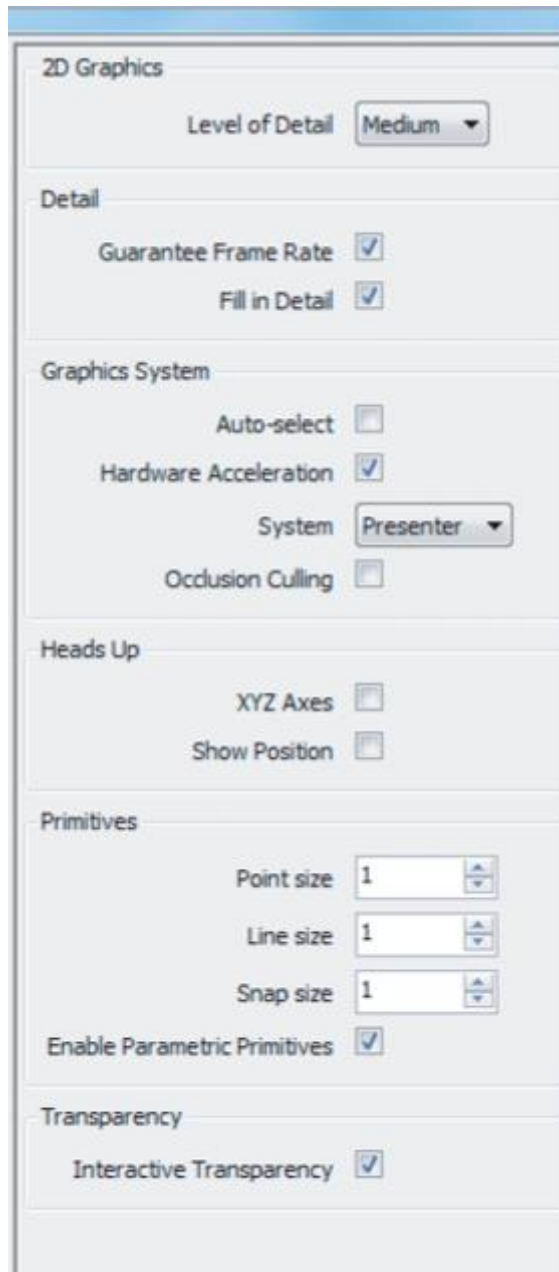 2D Graphics
Level of Detail Medium
Detail
Guarantee Frame Rate
Fill in Detail
Graphics System
Auto-select
Hardware Acceleration
System Presenter
Occlusion Culling
Heads Up
XYZ Axes
Show Position
Primitives
Point size 1
Line size 1
Snap size 1
Enable Parametric Primitives
Transparency
Interactive Transparency